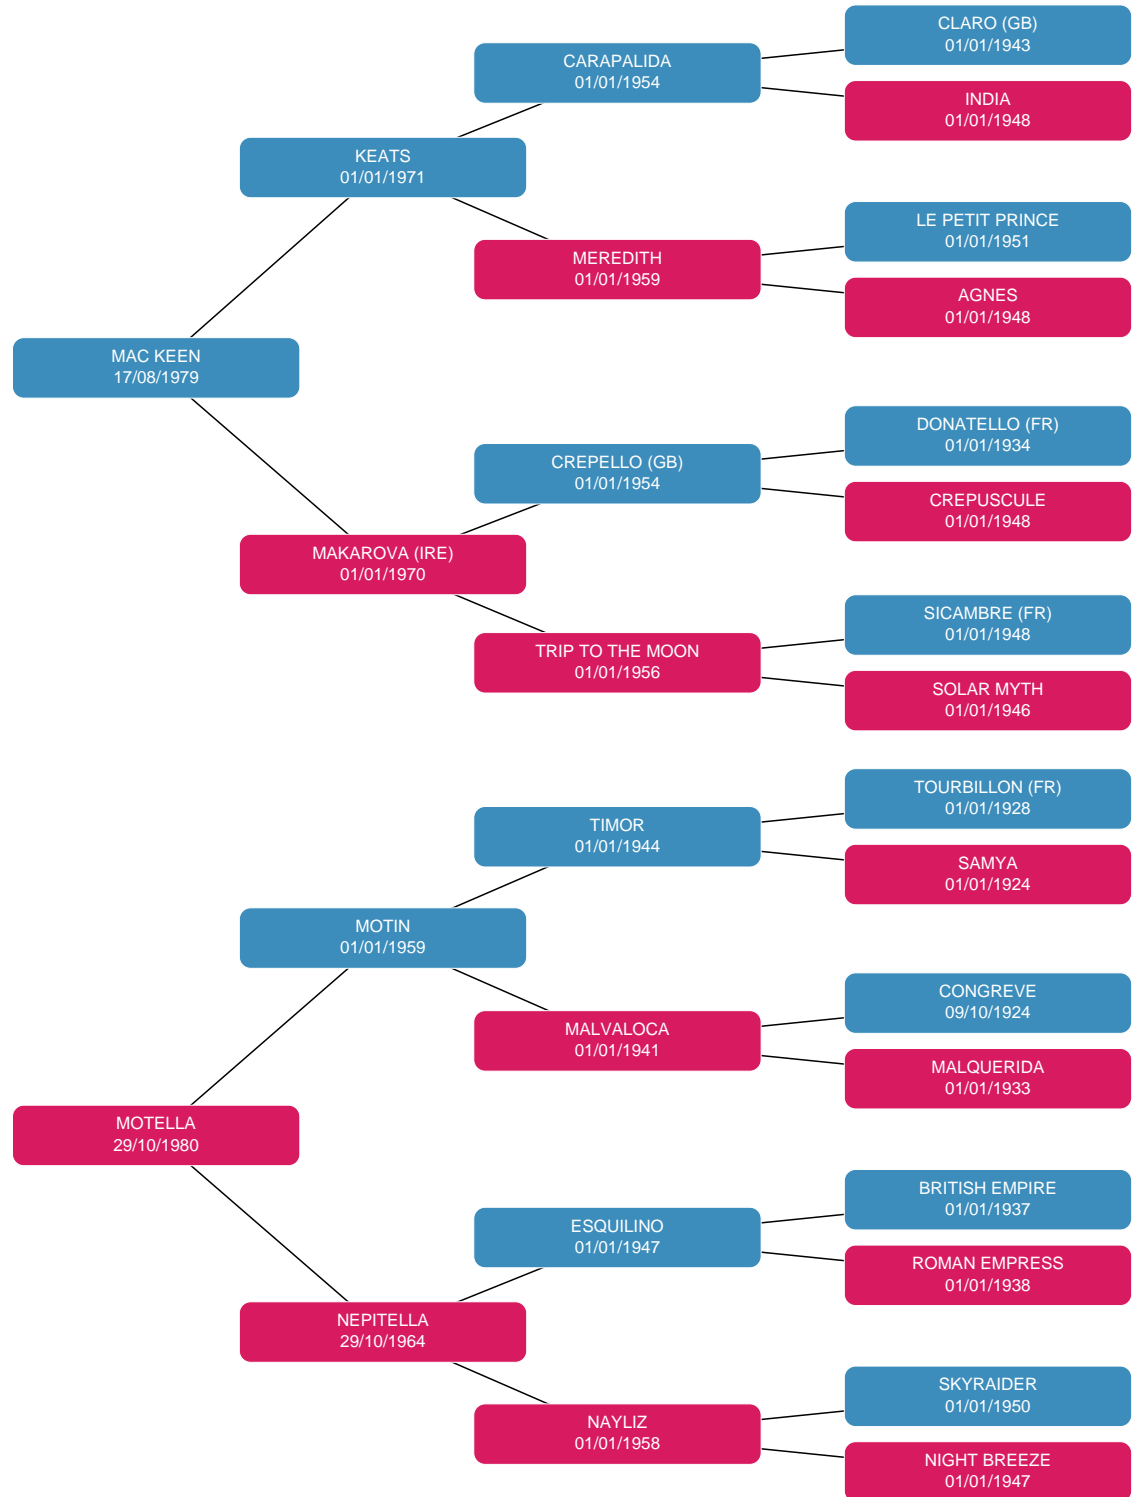 CLARO (GB)
01/01/1943
CARAPALIDA
01/01/1954
INDIA
01/01/1948
KEATS
01/01/1971
LE PETIT PRINCE
01/01/1951
MEREDITH
01/01/1959
AGNES
01/01/1948
MAC KEEN
17/08/1979
DONATELLO (FR)
01/01/1934
CREPELLO (GB)
01/01/1954
CREPUSCULE
01/01/1948
MAKAROVA (IRE)
01/01/1970
SICAMBRE (FR)
01/01/1948
TRIP TO THE MOON
01/01/1956
SOLAR MYTH
01/01/1946
TOURBILLON (FR)
01/01/1928
TIMOR
01/01/1944
SAMYA
01/01/1924
MOTIN
01/01/1959
CONGREVE
09/10/1924
MALVALOCA
01/01/1941
MALQUERIDA
01/01/1933
MOTELLA
29/10/1980
BRITISH EMPIRE
01/01/1937
ESQUILINO
01/01/1947
ROMAN EMPRESS
01/01/1938
NEPITELLA
29/10/1964
SKYRAIDER
01/01/1950
NAYLIZ
01/01/1958
NIGHT BREEZE
01/01/1947